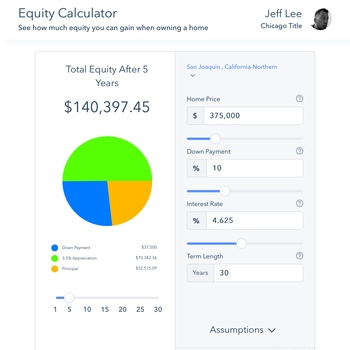 Equity Calculator
See how much equity you can gain when owning a home
Jeff Lee
Chicago Title
Total Equity After 5
Years
$140,397.45
Down Payment $37,500
3.5% Appreciation $70,382.36
Principal $32,515.09
1 5 10 15 20 25 30
San Joaquin , California-Northern
Home Price
$ 375,000
Down Payment
% 10
Interest Rate
% 4.625
Term Length
Years 30
Assumptions